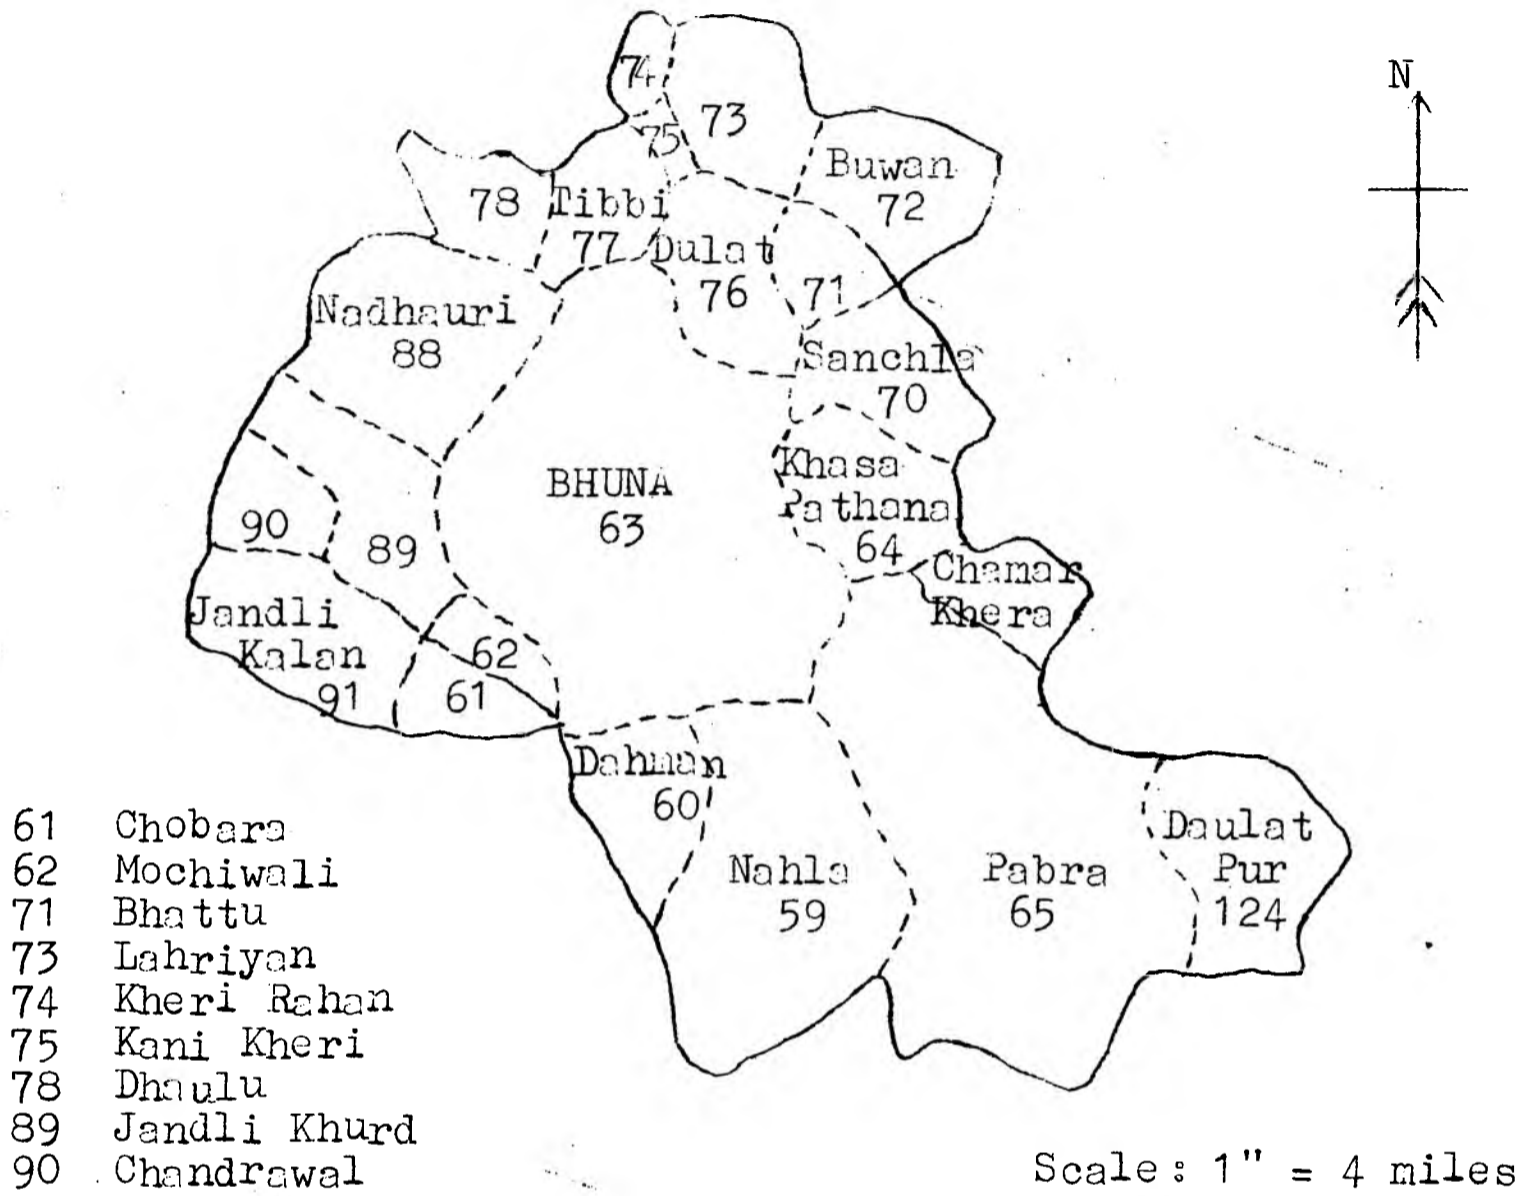 N
74
73
75
Buwan
72
78
Tibbi
77
Dulat
76
71
Nadhauri
88
Sanchla
70
BHUNA
63
Khasa
Pathana
64
90
89
Chamar
Khera
Jandli
Kalan
91
62
61
Dahman
60
Nahla
59
Pabra
65
Daulat
Pur
124
61 Chobara
62 Mochiwali
71 Bhattu
73 Lahriyan
74 Kheri Rahan
75 Kani Kheri
78 Dhaulu
89 Jandli Khurd
90 Chandrawal
Scale: 1" = 4 miles